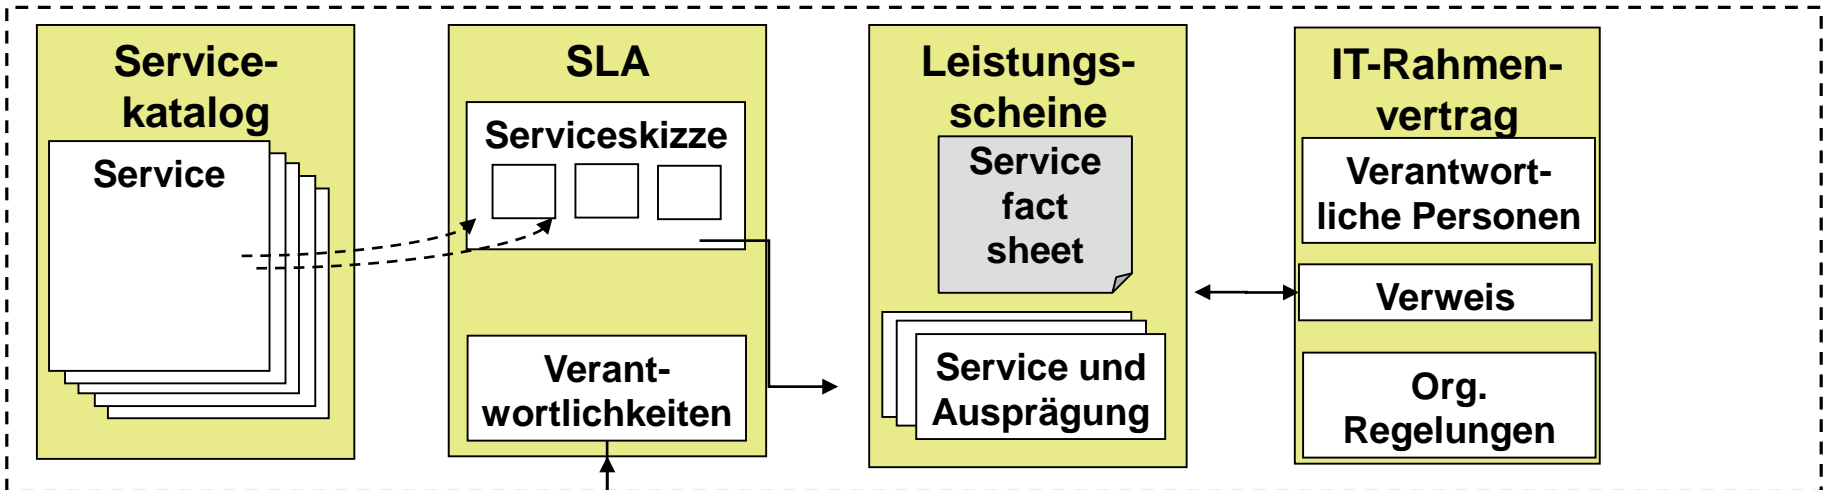 Service-
katalog
Service
SLA
Serviceskizze
Verant-
wortlichkeiten
Leistungs-
scheine
Service
fact
sheet
Service und
Ausprägung
IT-Rahmen-
vertrag
Verantwort-
liche Personen
Verweis
Org.
Regelungen